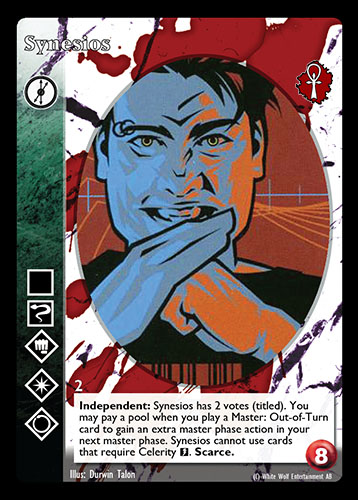 Synesios
2
Independent: Synesios has 2 votes (titled). You
may pay a pool when you play a Master: Out-of-Turn
card to gain an extra master phase action in your
next master phase. Synesios cannot use cards
that require Celerity. Scarce.
8
Illus: Durwin Talon
(C) White Wolf Entertainment AB